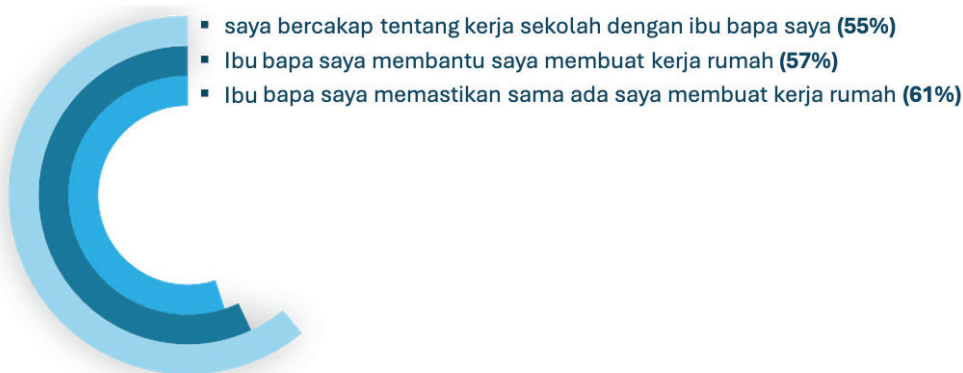 ▪ saya bercakap tentang kerja sekolah dengan ibu bapa saya (55%)
▪ Ibu bapa saya membantu saya membuat kerja rumah (57%)
▪ Ibu bapa saya memastikan sama ada saya membuat kerja rumah (61%)